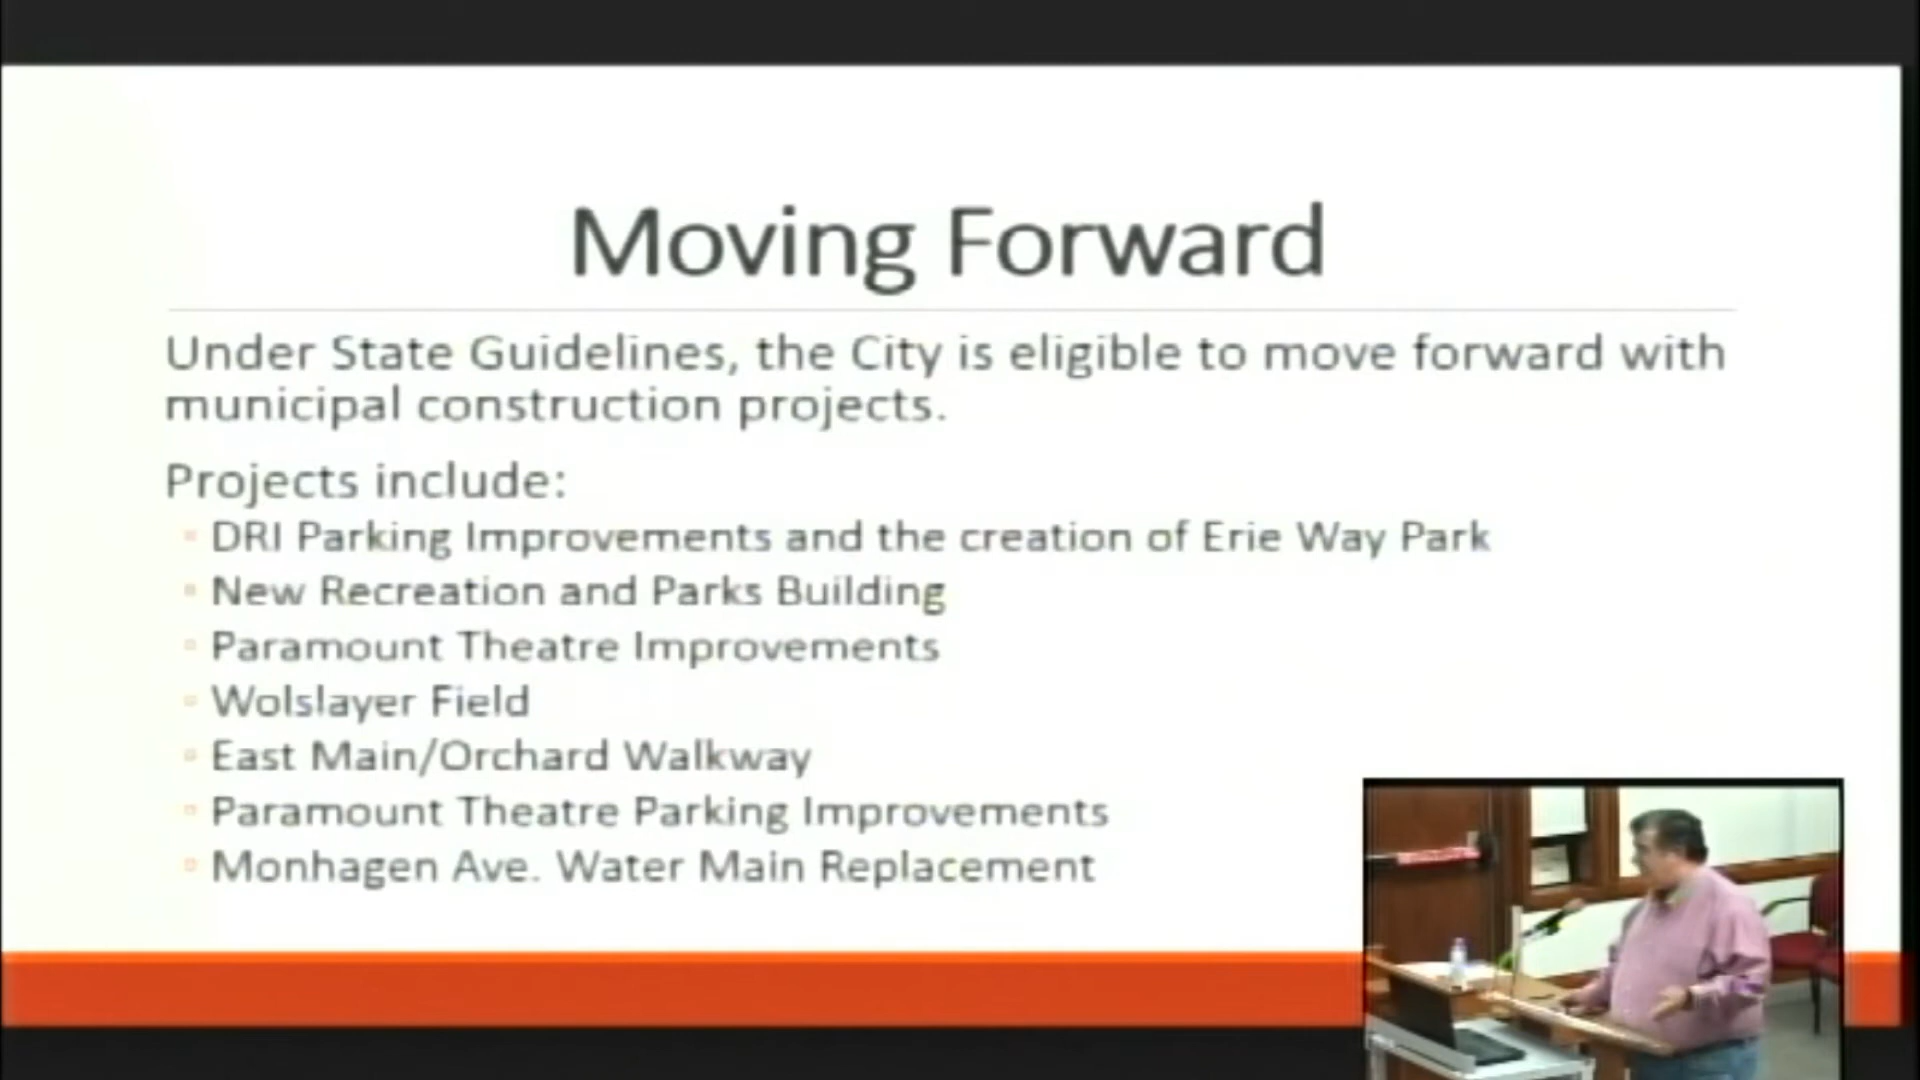 Moving Forward
Under State Guidelines, the City is eligible to move forward with
municipal construction projects.
Projects include:
DRI Parking Improvements and the creation of Erie Way Park
New Recreation and Parks Building
Paramount Theatre Improvements
Wolslayer Field
East Main/Orchard Walkway
Paramount Theatre Parking Improvements
Monhagen Ave. Water Main Replacement